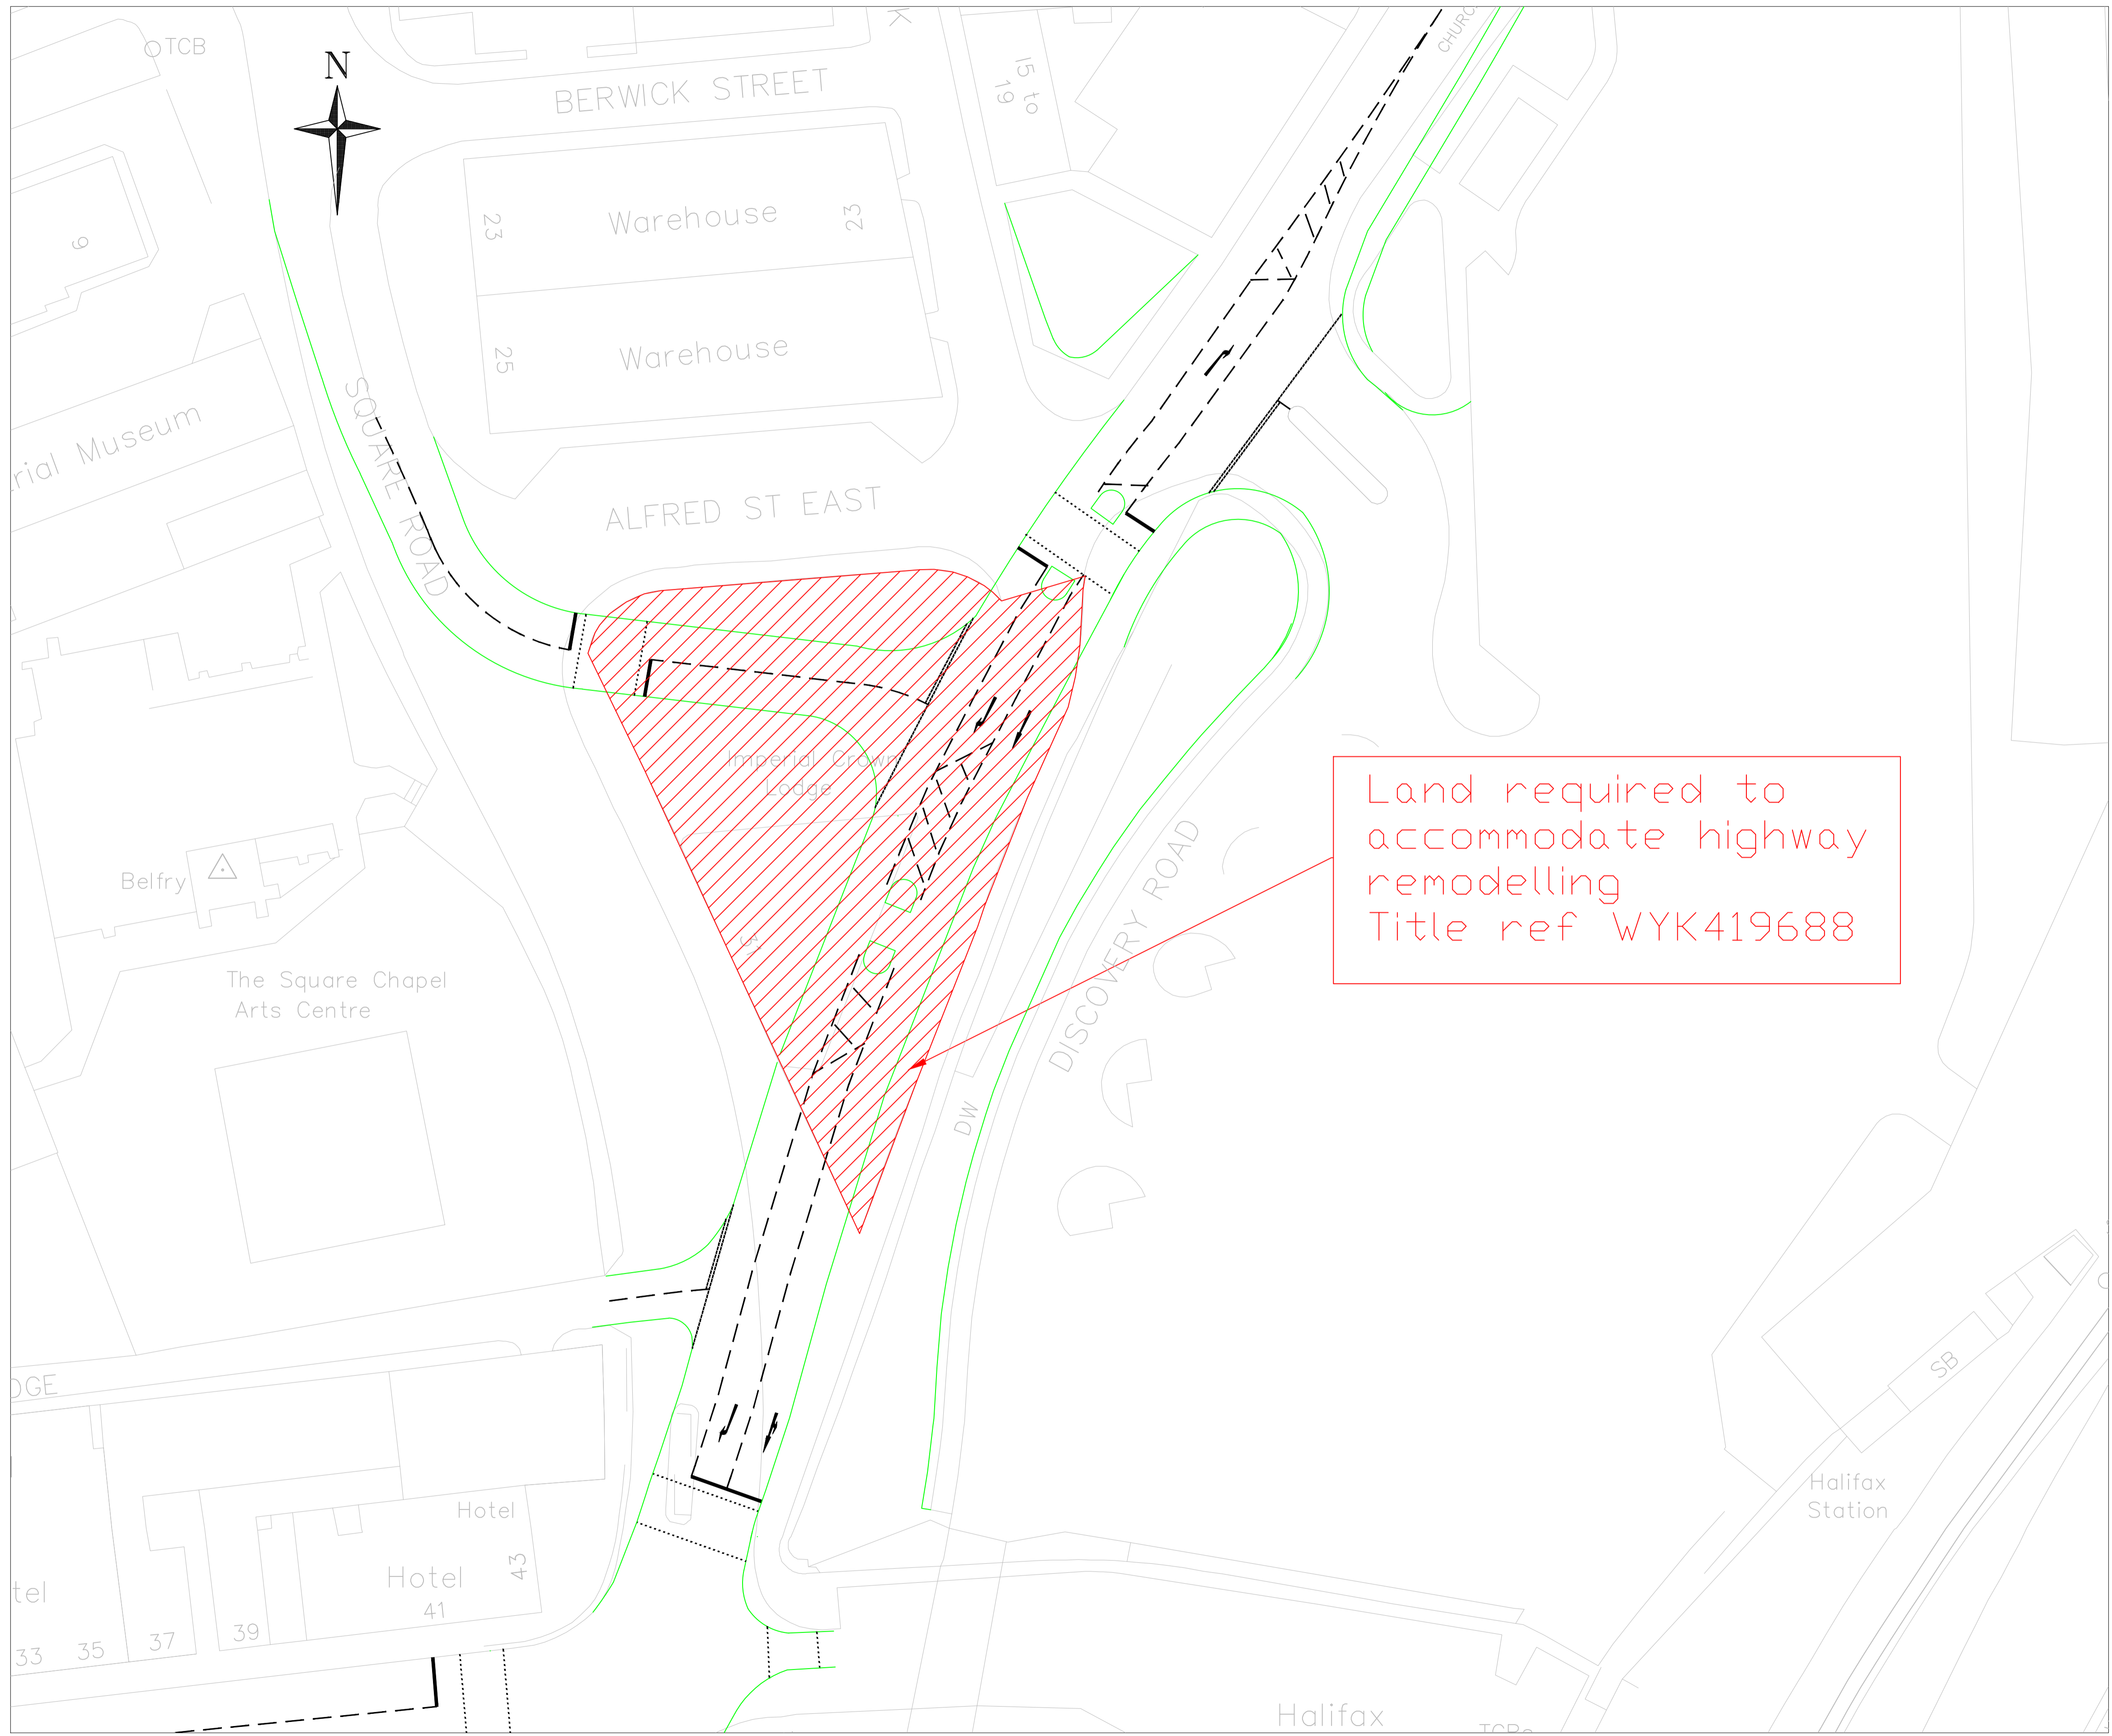 TCB
N
BERWICK STREET
K
15 to
19
23
Warehouse
23
25
Warehouse
9
rial Museum
SQUARE ROAD
ALFRED ST EAST
Imperial Crown
Lodge
Land required to
accommodate highway
remodelling
Title ref WYK419688
Belfry
DISCOVERY ROAD
The Square Chapel
Arts Centre
DW
DGE
SB
Halifax
Station
Hotel
Hotel
43
41
tel
33
35
37
39
Halifax